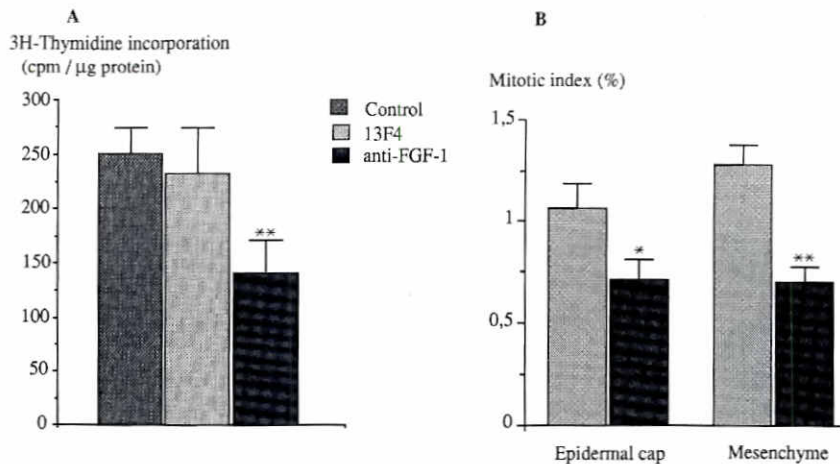 A
3H-Thymidine incorporation
(cpm / μg protein)
300
250
200
150
100
50
0
**
Control
13F4
anti-FGF-1
B
Mitotic index (%)
1,5
1
0,5
0
*
**
Epidermal cap
Mesenchyme